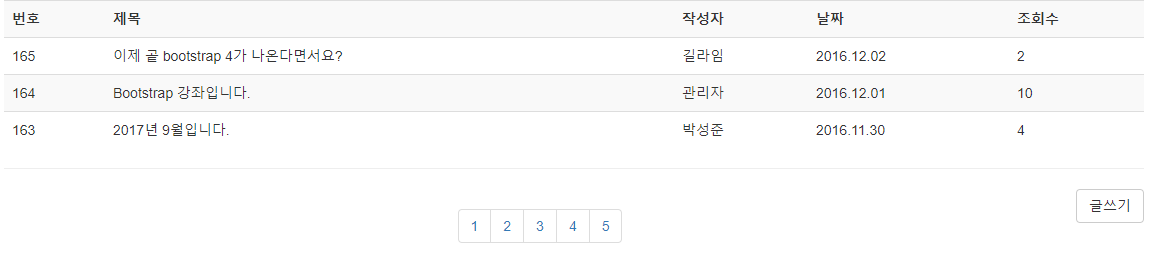 번호 제목 작성자 날짜 조회수
165 이제 곧 bootstrap 4가 나온다면서요? 길라임 2016.12.02 2
164 Bootstrap 강좌입니다. 관리자 2016.12.01 10
163 2017년 9월입니다. 박성준 2016.11.30 4
글쓰기
1 2 3 4 5